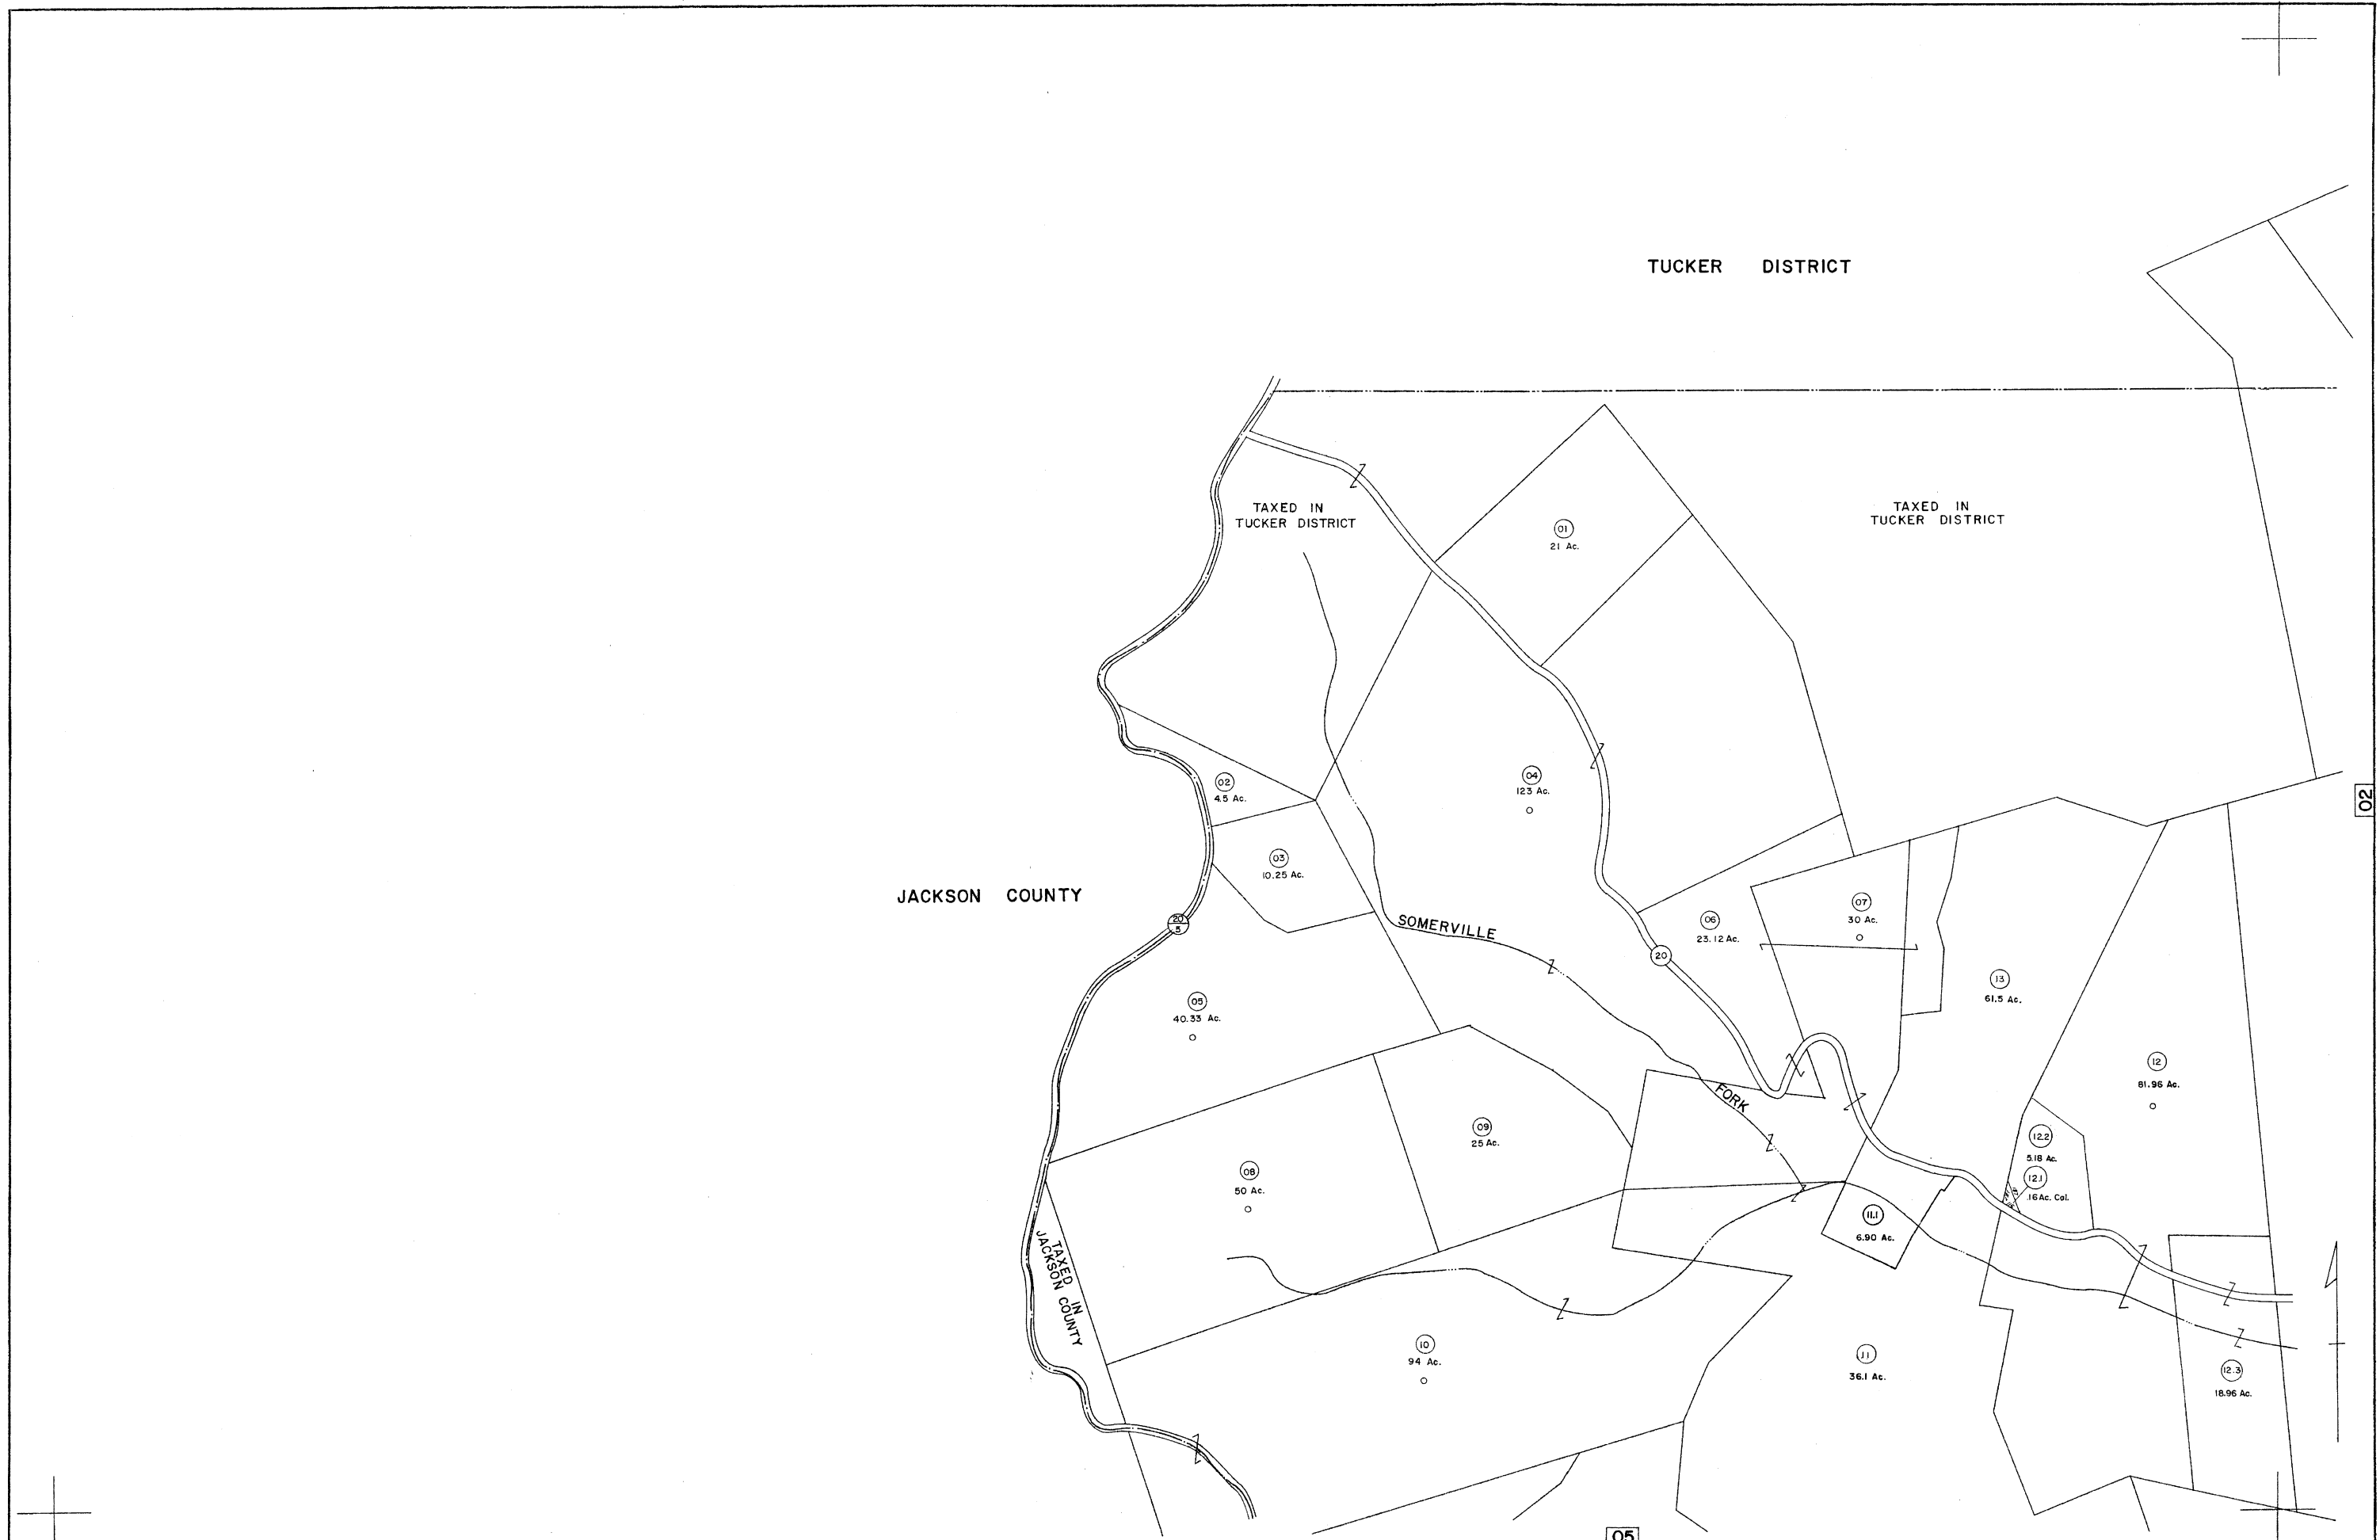 TUCKER DISTRICT
TAXED IN
TUCKER DISTRICT
01
21 Ac.
TAXED IN
TUCKER DISTRICT
02
4.5 Ac.
04
123 Ac.
02
03
10.25 Ac.
JACKSON COUNTY
20
5
SOMERVILLE
06
23.12 Ac.
07
30 Ac.
20
13
61.5 Ac.
05
40.33 Ac.
12
81.96 Ac.
FORK
09
25 Ac.
12.2
5.18 Ac.
08
50 Ac.
12.1
.16 Ac. Cal.
11.1
6.90 Ac.
TAXED
IN
JACKSON COUNTY
10
94 Ac.
11
36.1 Ac.
12.3
18.96 Ac.
05